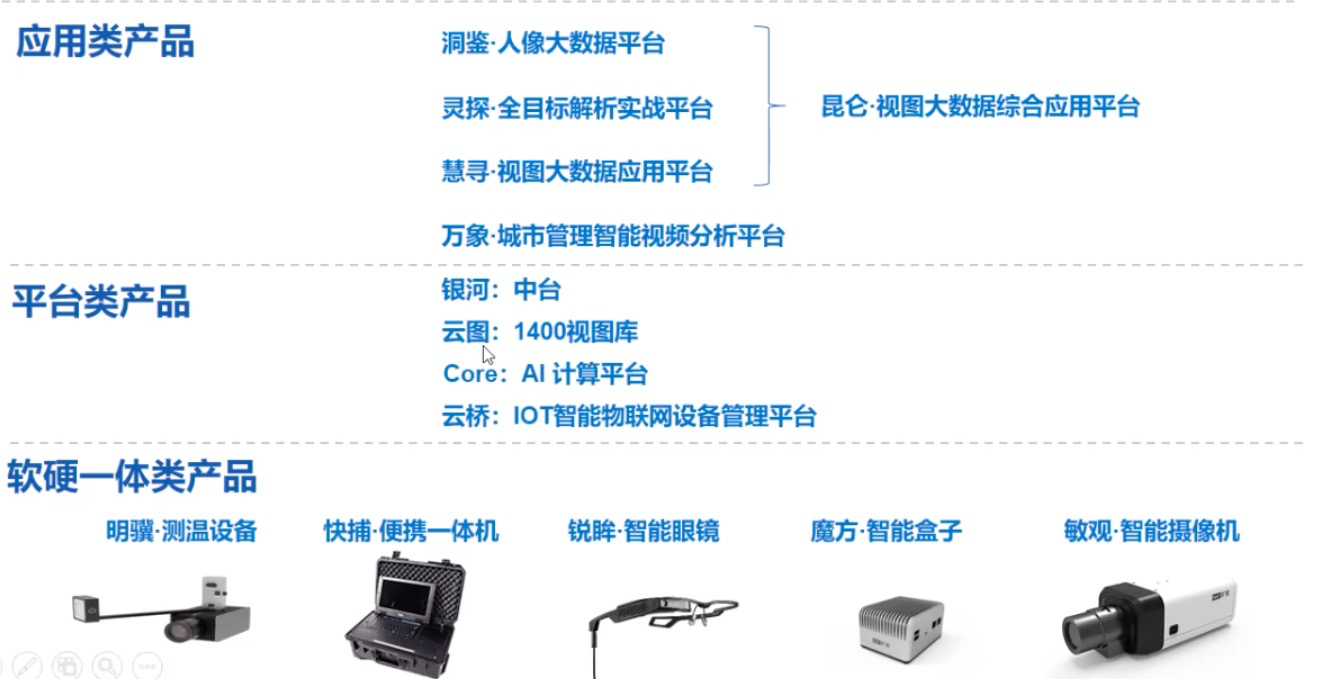 应用类产品
洞鉴·人像大数据平台
灵探·全目标解析实战平台
慧寻·视图大数据应用平台
昆仑·视图大数据综合应用平台
万象·城市管理智能视频分析平台
平台类产品
银河：中台
云图：1400视图库
Core：AI 计算平台
云桥：IOT智能物联网设备管理平台
软硬一体类产品
明骥·测温设备
快捕·便携一体机
锐眸·智能眼镜
魔方·智能盒子
敏观·智能摄像机